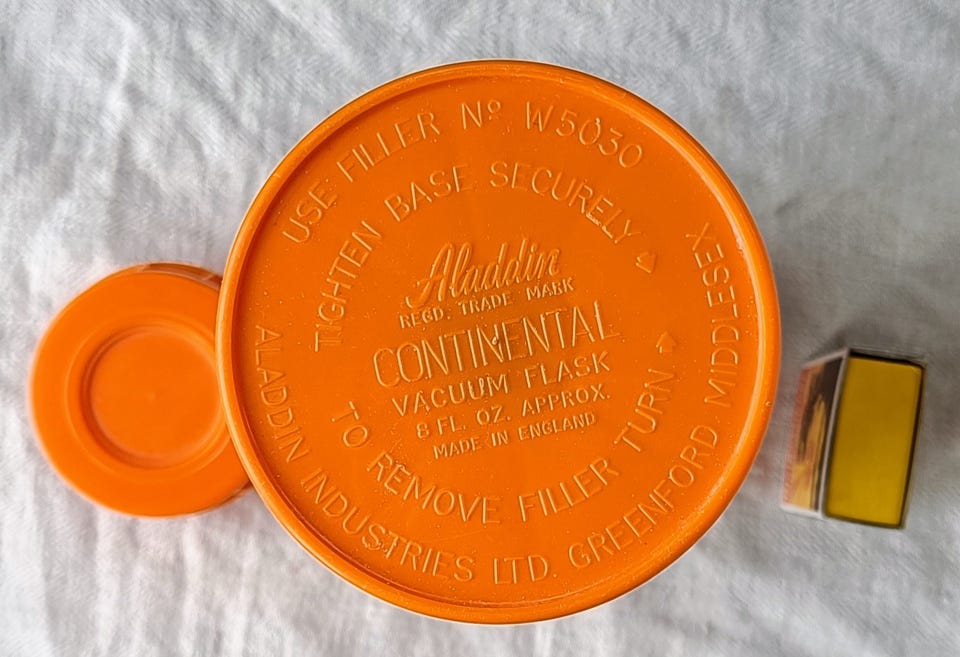 USE FILLER Nº W5030
TIGHTEN BASE SECURELY
Aladdin
REGD. TRADE MARK
CONTINENTAL
VACUUM FLASK
8 FL. OZ. APPROX.
MADE IN ENGLAND
TO REMOVE FILLER TURN
ALADDIN INDUSTRIES LTD. GREENFORD MIDDLESEX